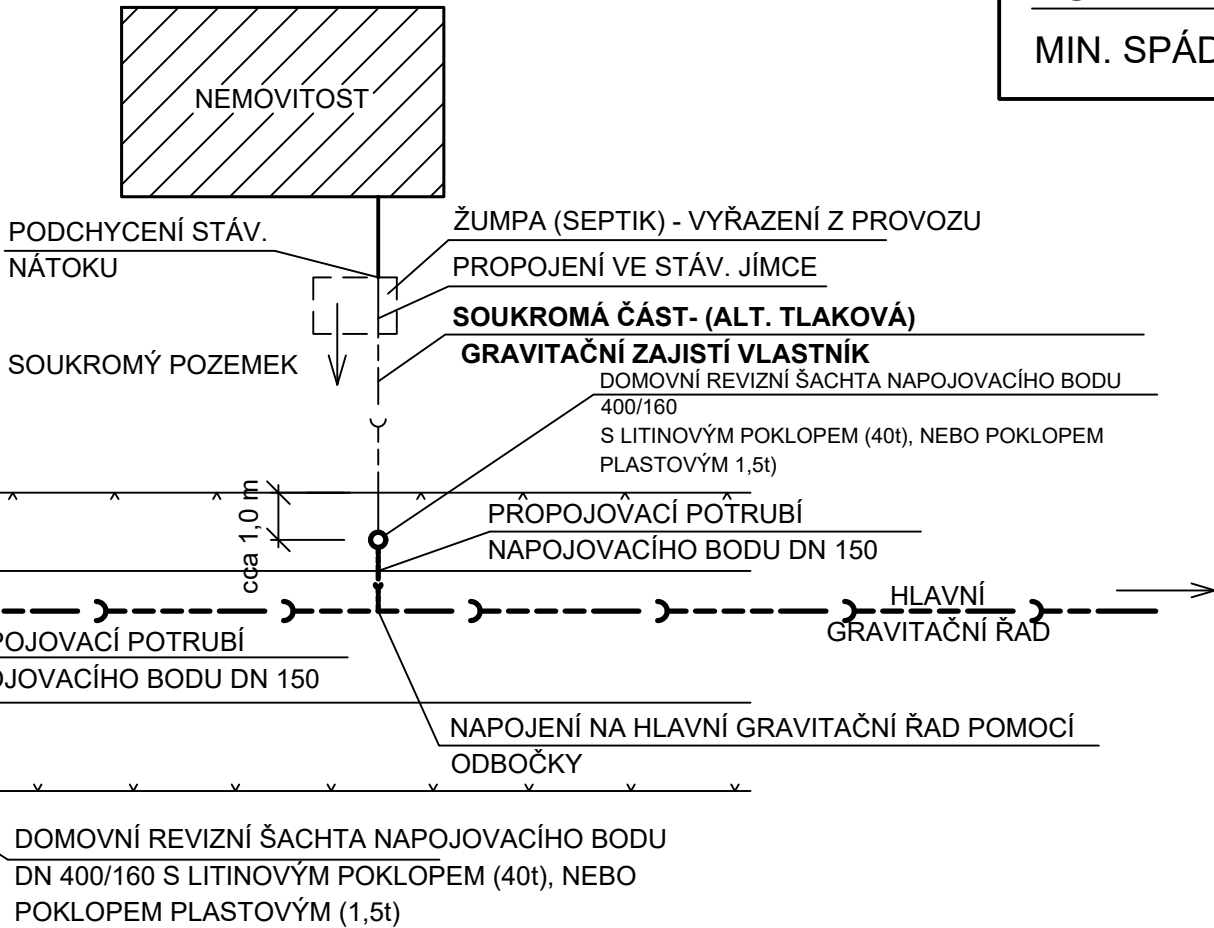 MIN. SPÁD
NEMOVITOST
PODCHYCENÍ STÁV.
NÁTOKU
ŽUMPA (SEPTIK) - VYŘAZENÍ Z PROVOZU
PROPOJENÍ VE STÁV. JÍMCE
SOUKROMÁ ČÁST- (ALT. TLAKOVÁ)
GRAVITAČNÍ ZAJISTÍ VLASTNÍK
SOUKROMÝ POZEMEK
DOMOVNÍ REVIZNÍ ŠACHTA NAPOJOVACÍHO BODU
400/160
S LITINOVÝM POKLOPEM (40t), NEBO POKLOPEM
PLASTOVÝM 1,5t)
cca 1,0 m
PROPOJOVACÍ POTRUBÍ
NAPOJOVACÍHO BODU DN 150
HLAVNÍ
GRAVITAČNÍ ŘAD
POJOVACÍ POTRUBÍ
OJOVACÍHO BODU DN 150
NAPOJENÍ NA HLAVNÍ GRAVITAČNÍ ŘAD POMOCÍ
ODBOČKY
DOMOVNÍ REVIZNÍ ŠACHTA NAPOJOVACÍHO BODU
DN 400/160 S LITINOVÝM POKLOPEM (40t), NEBO
POKLOPEM PLASTOVÝM (1,5t)